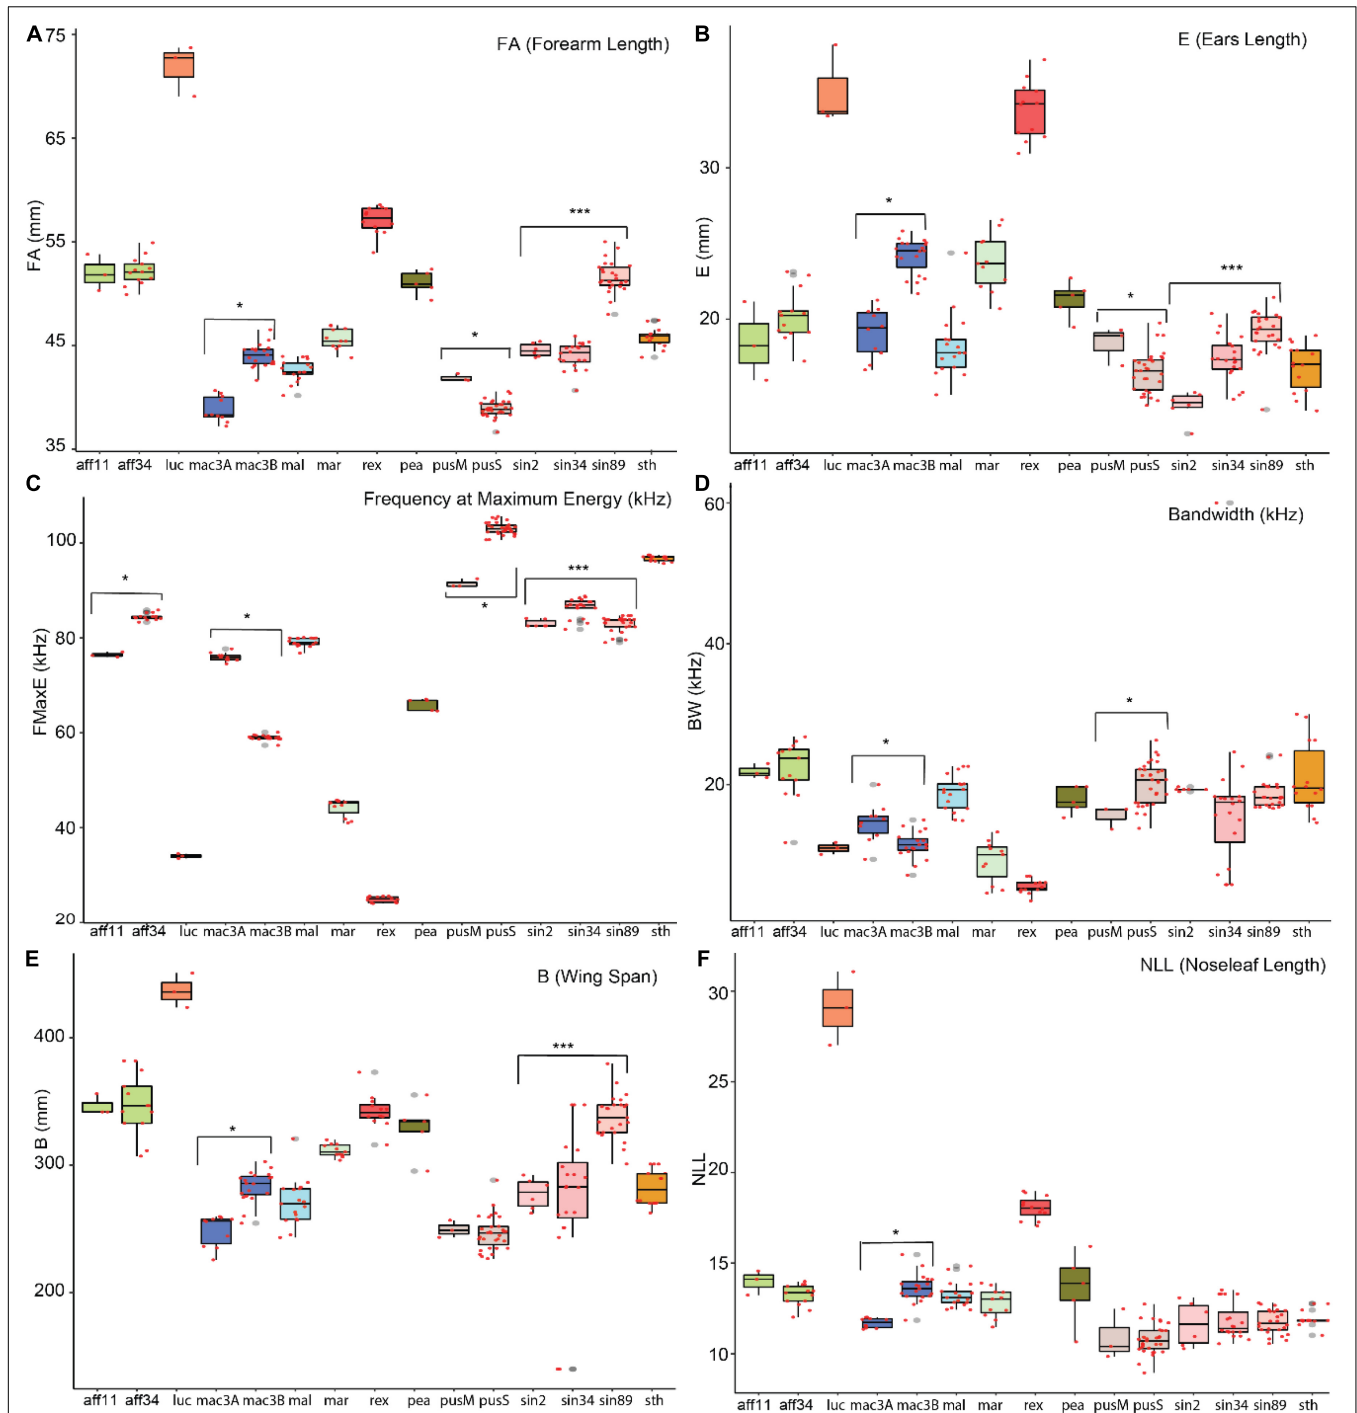 A
FA (Forearm Length)
75
65
55
45
35
FA (mm)
*
*
***
aff11 aff34 luc mac3A mac3B mal mar rex pea pusM pusS sin2 sin34 sin89 sth
B
E (Ears Length)
30
20
E (mm)
*
*
***
aff11 aff34 luc mac3A mac3B mal mar rex pea pusM pusS sin2 sin34 sin89 sth
C
Frequency at Maximum Energy (kHz)
100
80
60
40
20
FMaxE (kHz)
*
*
*
***
aff11 aff34 luc mac3A mac3B mal mar rex pea pusM pusS sin2 sin34 sin89 sth
D
Bandwidth (kHz)
60
40
20
BW (kHz)
*
*
aff11 aff34 luc mac3A mac3B mal mar rex pea pusM pusS sin2 sin34 sin89 sth
E
B (Wing Span)
400
300
200
B (mm)
*
***
aff11 aff34 luc mac3A mac3B mal mar rex pea pusM pusS sin2 sin34 sin89 sth
F
NLL (Noseleaf Length)
30
25
20
15
10
NLL
*
aff11 aff34 luc mac3A mac3B mal mar rex pea pusM pusS sin2 sin34 sin89 sth